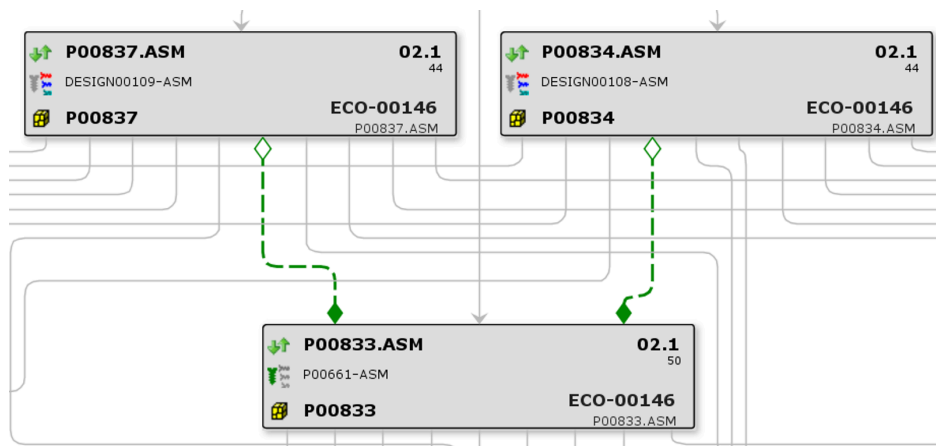 P00837.ASM 02.1
44
DESIGN00109-ASM
ECO-00146
P00837
P00837.ASM
P00834.ASM 02.1
44
DESIGN00108-ASM
ECO-00146
P00834
P00834.ASM
P00833.ASM 02.1
50
P00661-ASM
ECO-00146
P00833
P00833.ASM